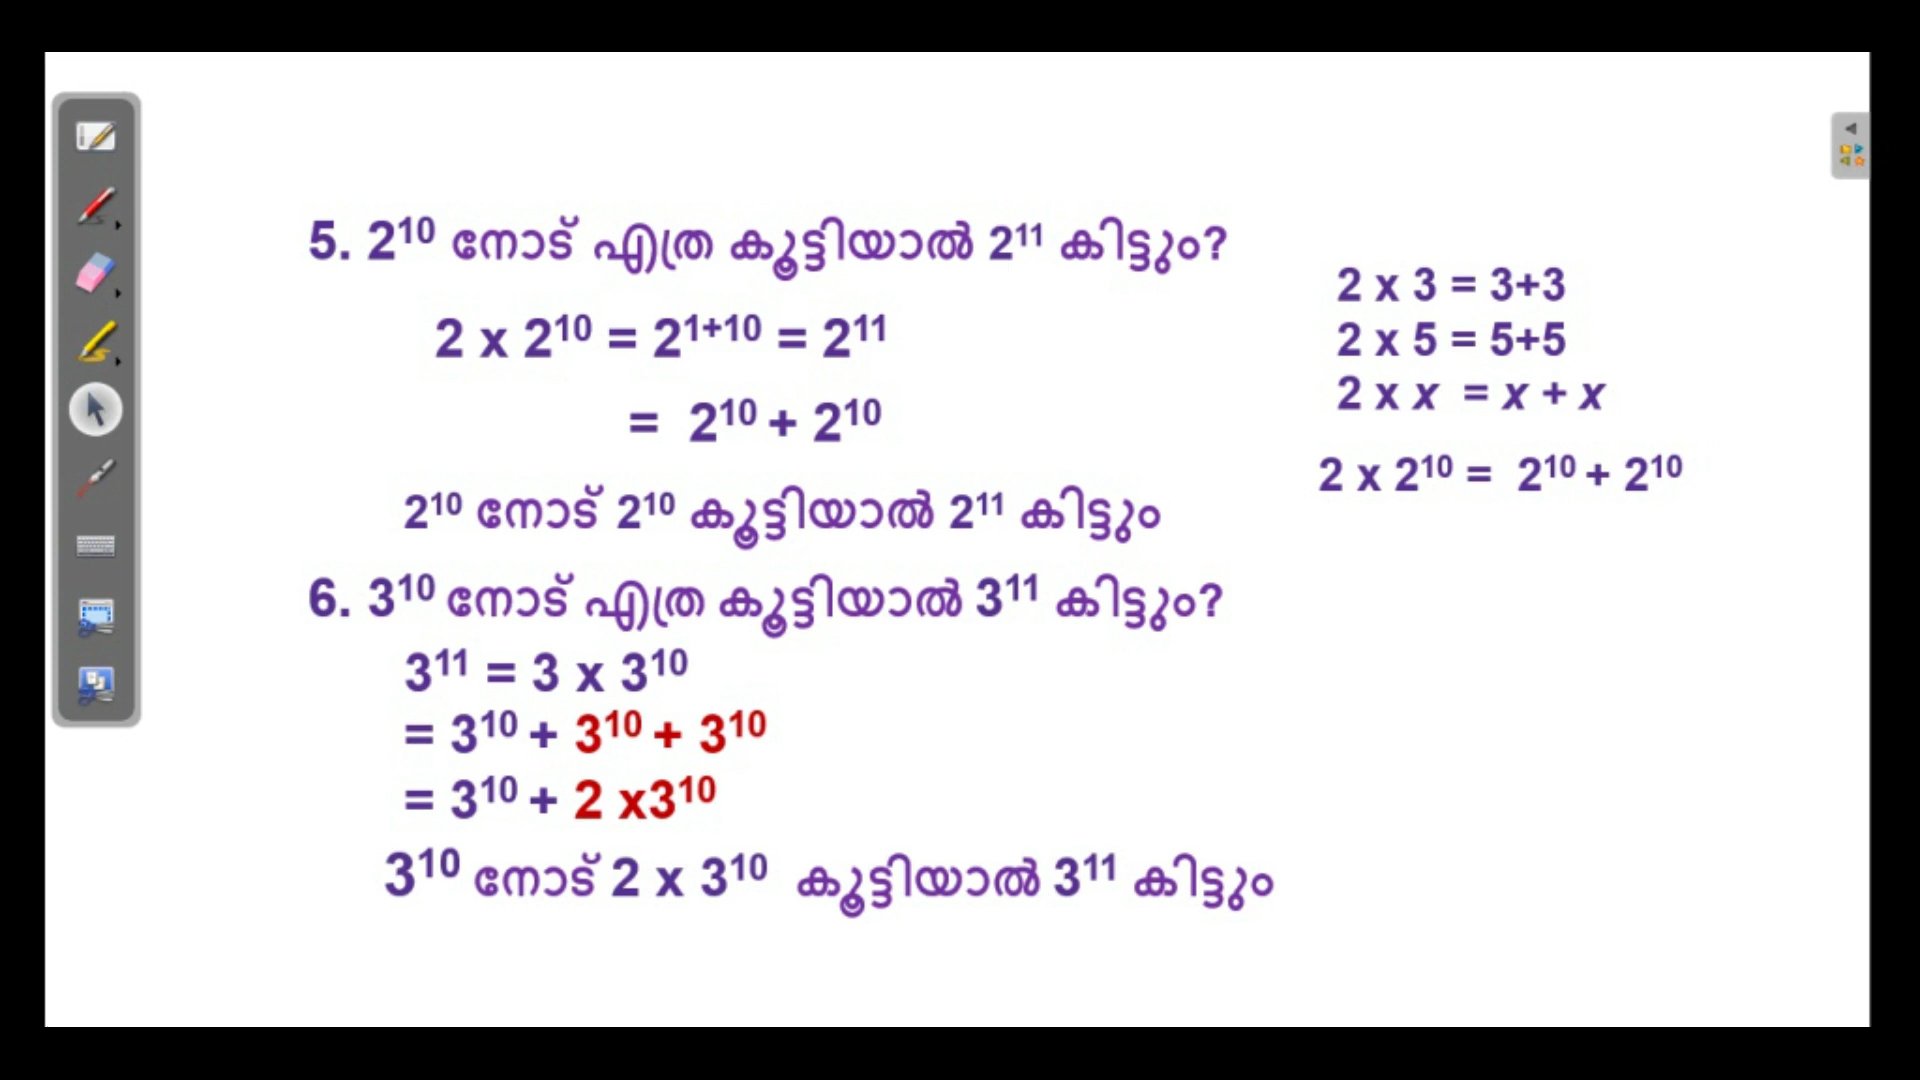 5. 2¹⁰ നോട് എത്ര കൂട്ടിയാൽ 2¹¹ കിട്ടും?
2 x 2¹⁰ = 2¹⁺¹⁰ = 2¹¹
= 2¹⁰ + 2¹⁰
2¹⁰ നോട് 2¹⁰ കൂട്ടിയാൽ 2¹¹ കിട്ടും
6. 3¹⁰ നോട് എത്ര കൂട്ടിയാൽ 3¹¹ കിട്ടും?
3¹¹ = 3 x 3¹⁰
= 3¹⁰ + 3¹⁰ + 3¹⁰
= 3¹⁰ + 2 x3¹⁰
3¹⁰ നോട് 2 x 3¹⁰ കൂട്ടിയാൽ 3¹¹ കിട്ടും
2 x 3 = 3+3
2 x 5 = 5+5
2 x x = x + x
2 x 2¹⁰ = 2¹⁰ + 2¹⁰